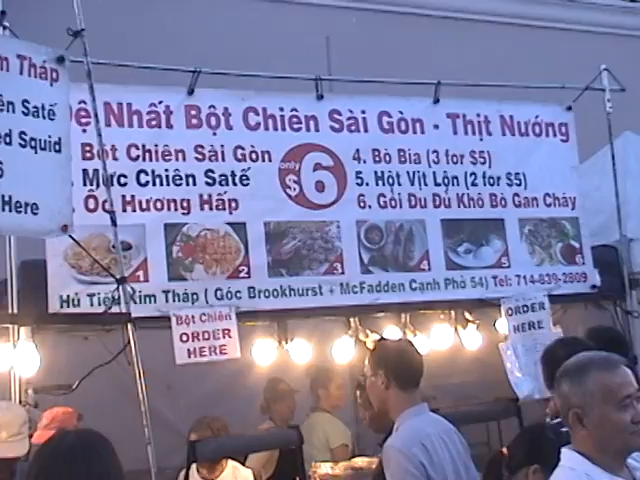 m Tháp
ên Saté
ed Squid
Here
ệ Nhất Bột Chiên Sài Gòn - Thịt Nướng
Bột Chiên Sài Gòn
. Mực Chiên Saté
. Ốc Hương Hấp
only
$6
4. Bò Bía (3 for $5)
5. Hột Vịt Lộn (2 for $5)
6. Gỏi Đu Đủ Khô Bò Gan Cháy
1
2
3
4
5
6
Hủ Tiếu Kim Tháp ( Góc Brookhurst + McFadden Cạnh Phở 54) Tel: 714-839-2809
Bột Chiên
ORDER
HERE
ORDER
HERE